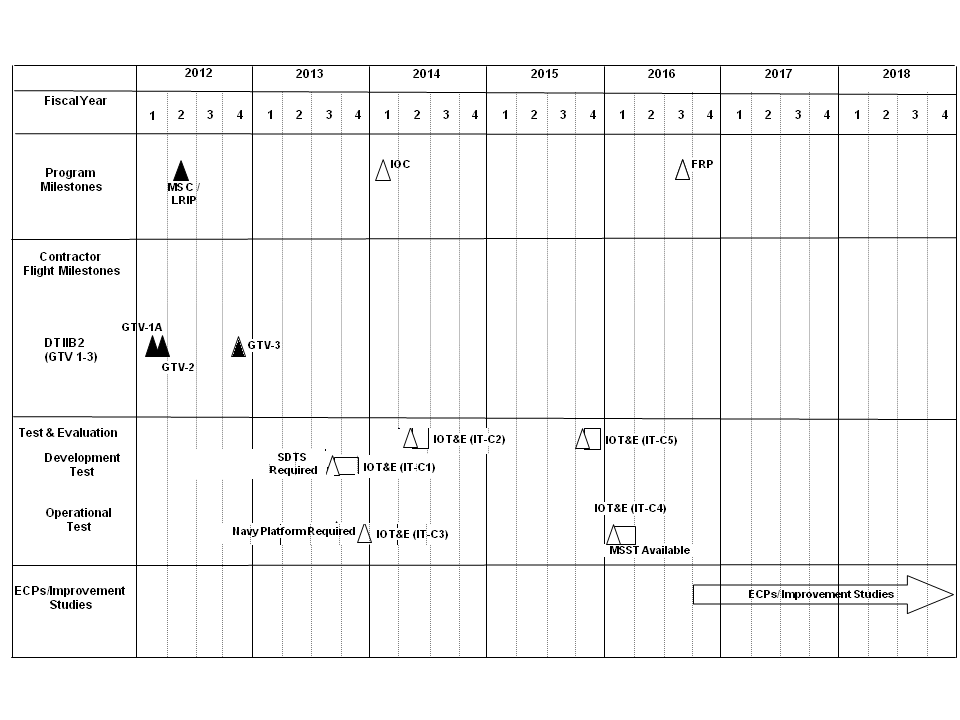 2012 2013 2014 2015 2016 2017 2018
Fiscal Year
1 2 3 4 1 2 3 4 1 2 3 4 1 2 3 4 1 2 3 4 1 2 3 4 1 2 3 4
Program
Milestones
MSC /
LRIP
IOC
FRP
Contractor
Flight Milestones
DTIIB2
(GTV 1-3)
GTV-1A
GTV-2
GTV-3
Test & Evaluation
Development
Test
SDTS
Required
IOT&E (IT-C1)
IOT&E (IT-C2)
IOT&E (IT-C5)
Operational
Test
Navy Platform Required
IOT&E (IT-C3)
IOT&E (IT-C4)
MSST Available
ECPs/Improvement
Studies
ECPs/Improvement Studies